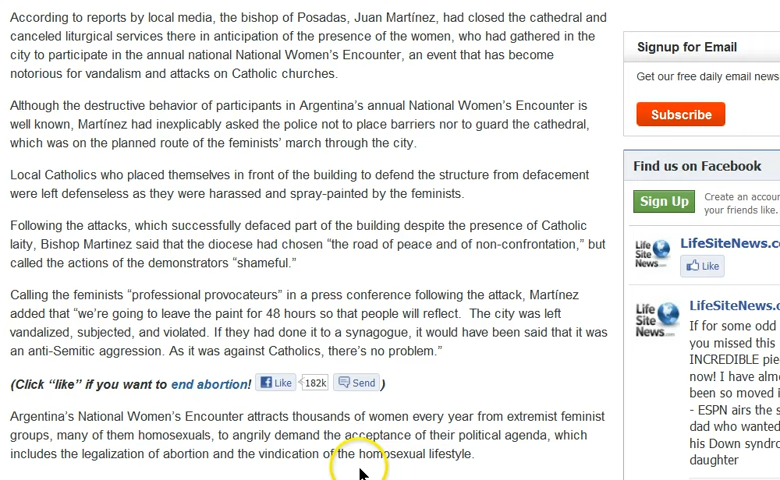 According to reports by local media, the bishop of Posadas, Juan Martínez, had closed the cathedral and
canceled liturgical services there in anticipation of the presence of the women, who had gathered in the
city to participate in the annual national National Women's Encounter, an event that has become
notorious for vandalism and attacks on Catholic churches.
Although the destructive behavior of participants in Argentina's annual National Women's Encounter is
well known, Martínez had inexplicably asked the police not to place barriers nor to guard the cathedral,
which was on the planned route of the feminists' march through the city.
Local Catholics who placed themselves in front of the building to defend the structure from defacement
were left defenseless as they were harassed and spray-painted by the feminists.
Following the attacks, which successfully defaced part of the building despite the presence of Catholic
laity, Bishop Martinez said that the diocese had chosen “the road of peace and of non-confrontation,” but
called the actions of the demonstrators “shameful.”
Calling the feminists “professional provocateurs” in a press conference following the attack, Martínez
added that “we're going to leave the paint for 48 hours so that people will reflect. The city was left
vandalized, subjected, and violated. If they had done it to a synagogue, it would have been said that it was
an anti-Semitic aggression. As it was against Catholics, there's no problem.”
(Click “like” if you want to end abortion! Like 182k Send )
Argentina's National Women's Encounter attracts thousands of women every year from extremist feminist
groups, many of them homosexuals, to angrily demand the acceptance of their political agenda, which
includes the legalization of abortion and the vindication of the homosexual lifestyle.
Signup for Email
Get our free daily email news
Subscribe
Find us on Facebook
Sign Up
Create an accou
your friends like.
Life
Site
News
LifeSiteNews.co
Like
Life
Site
News
LifeSiteNews.c
If for some odd
you missed this
INCREDIBLE pie
now! I have alm
been so moved i
- ESPN airs the s
dad who wanted
his Down syndro
daughter